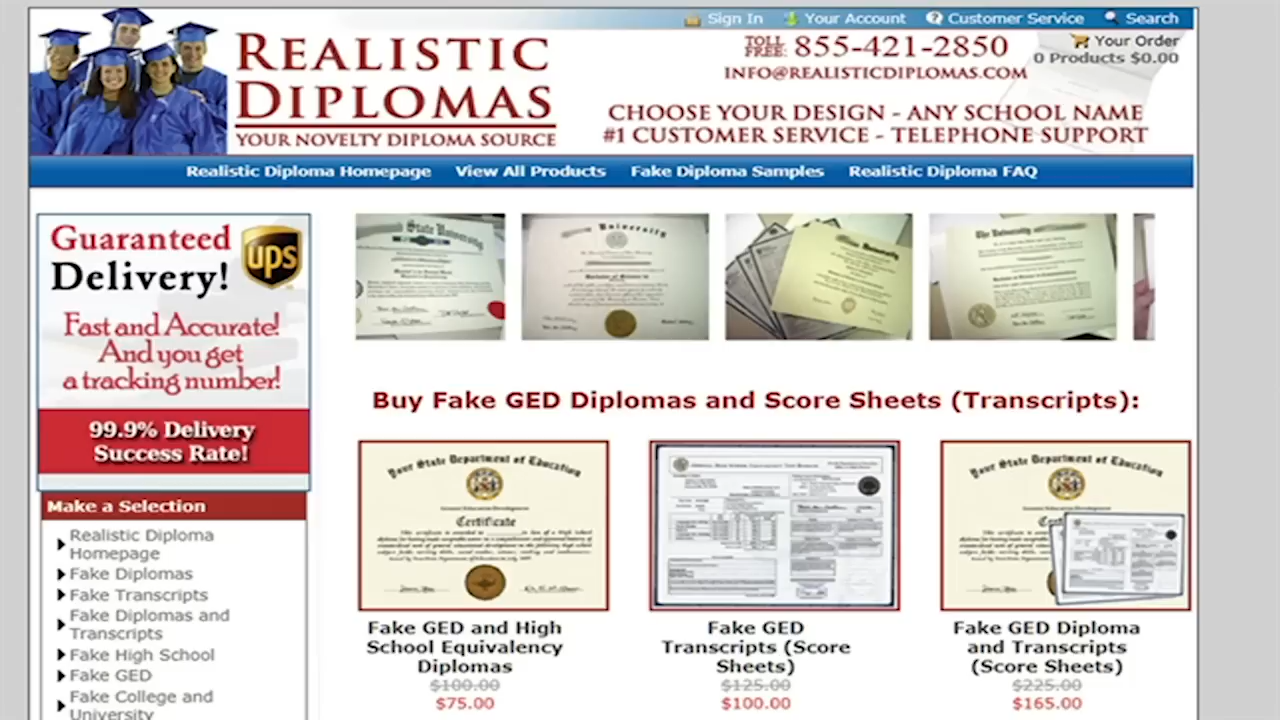 Sign In Your Account Customer Service Search
REALISTIC
DIPLOMAS
YOUR NOVELTY DIPLOMA SOURCE
TOLL FREE: 855-421-2850
INFO@REALISTICDIPLOMAS.COM
Your Order
0 Products $0.00
CHOOSE YOUR DESIGN - ANY SCHOOL NAME
#1 CUSTOMER SERVICE - TELEPHONE SUPPORT
Realistic Diploma Homepage View All Products Fake Diploma Samples Realistic Diploma FAQ
Guaranteed
Delivery!
ups
Fast and Accurate!
And you get
a tracking number!
99.9% Delivery
Success Rate!
Make a Selection
Realistic Diploma
Homepage
Fake Diplomas
Fake Transcripts
Fake Diplomas and
Transcripts
Fake High School
Fake GED
Fake College and
University
State University
University
The University
Buy Fake GED Diplomas and Score Sheets (Transcripts):
Your State Department of Education
Certificate
Your State Department of Education
Fake GED and High
School Equivalency
Diplomas
$100.00
$75.00
Fake GED
Transcripts (Score
Sheets)
$125.00
$100.00
Fake GED Diploma
and Transcripts
(Score Sheets)
$225.00
$165.00